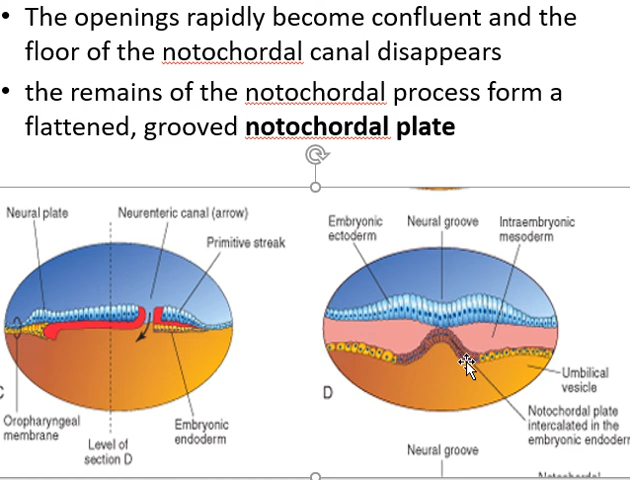 • The openings rapidly become confluent and the
floor of the notochordal canal disappears
• the remains of the notochordal process form a
flattened, grooved notochordal plate
Neural plate
Neurenteric canal (arrow)
Primitive streak
Oropharyngeal
membrane
Level of
section D
Embryonic
endoderm
Embryonic
ectoderm
Neural groove
Intraembryonic
mesoderm
D
Umbilical
vesicle
Notochordal plate
intercalated in the
embryonic endoderm
Neural groove